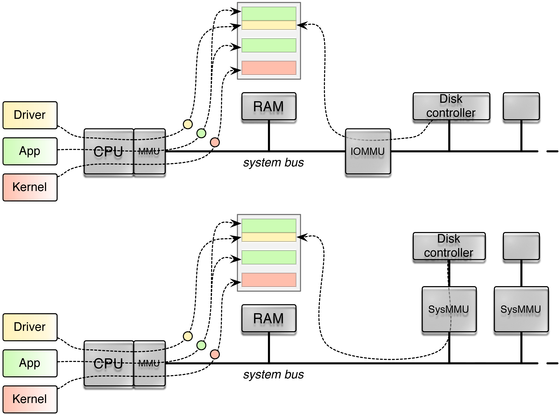 RAM
Disk
controller
Driver
App
Kernel
CPU
MMU
system bus
IOMMU
Disk
controller
RAM
SysMMU
SysMMU
Driver
App
Kernel
CPU
MMU
system bus